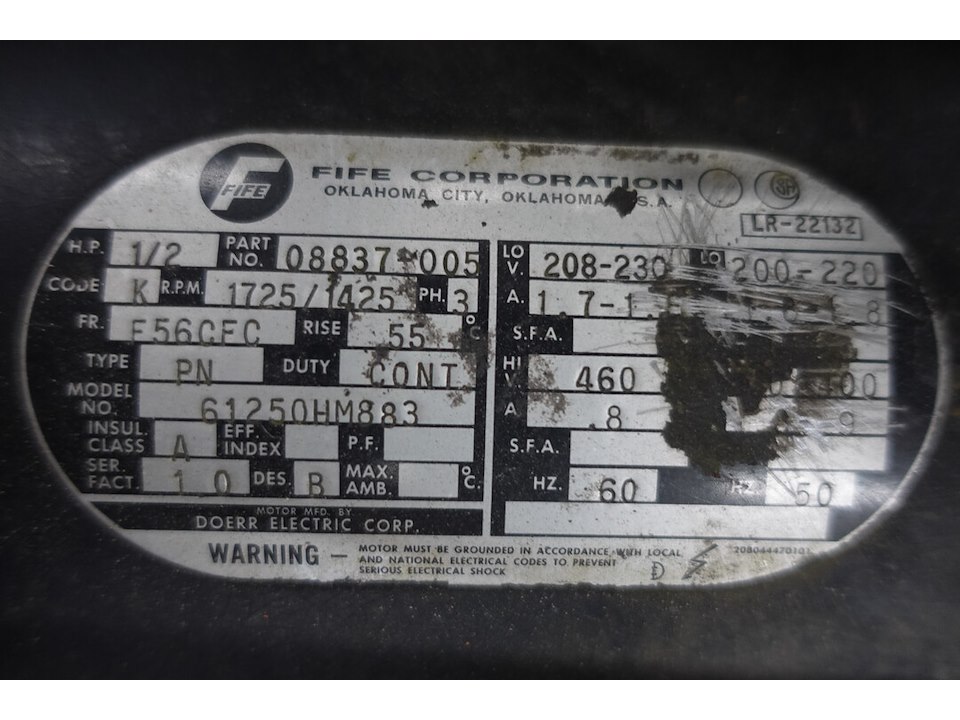 FIFE
FIFE CORPORATION
OKLAHOMA CITY, OKLAHOMA, U.S.A.
SA
LR-22132
H.P. 1/2 PART NO. 08837-005
CODE K R.P.M. 1725/1425 PH. 3
FR. F56CFC RISE 55 °C
TYPE PN DUTY CONT
MODEL NO. 61250HM883
INSUL CLASS A EFF. INDEX P.F.
SER. FACT. 1.0 DES. B MAX. AMB. °C.
MOTOR MFD. BY
DOERR ELECTRIC CORP.
LO V. 208-230 LO 200-220
A. 1.8
S.F.A.
HI V. 460
A .8
S.F.A.
HZ. 60 HZ 50
WARNING — MOTOR MUST BE GROUNDED IN ACCORDANCE WITH LOCAL
AND NATIONAL ELECTRICAL CODES TO PREVENT
SERIOUS ELECTRICAL SHOCK
D